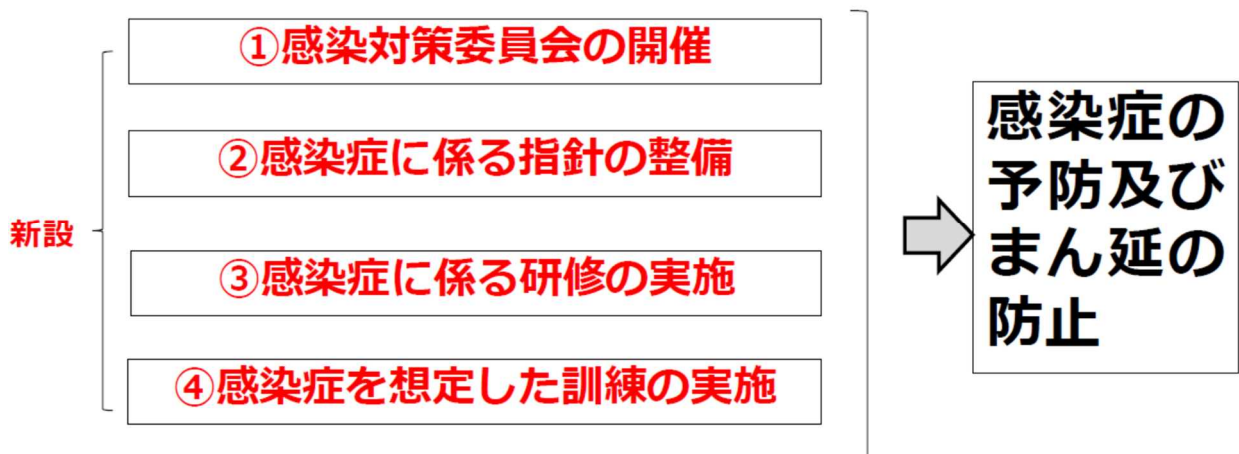 ①感染対策委員会の開催
②感染症に係る指針の整備
新設
③感染症に係る研修の実施
④感染症を想定した訓練の実施
感染症の
予防及び
まん延の
防止